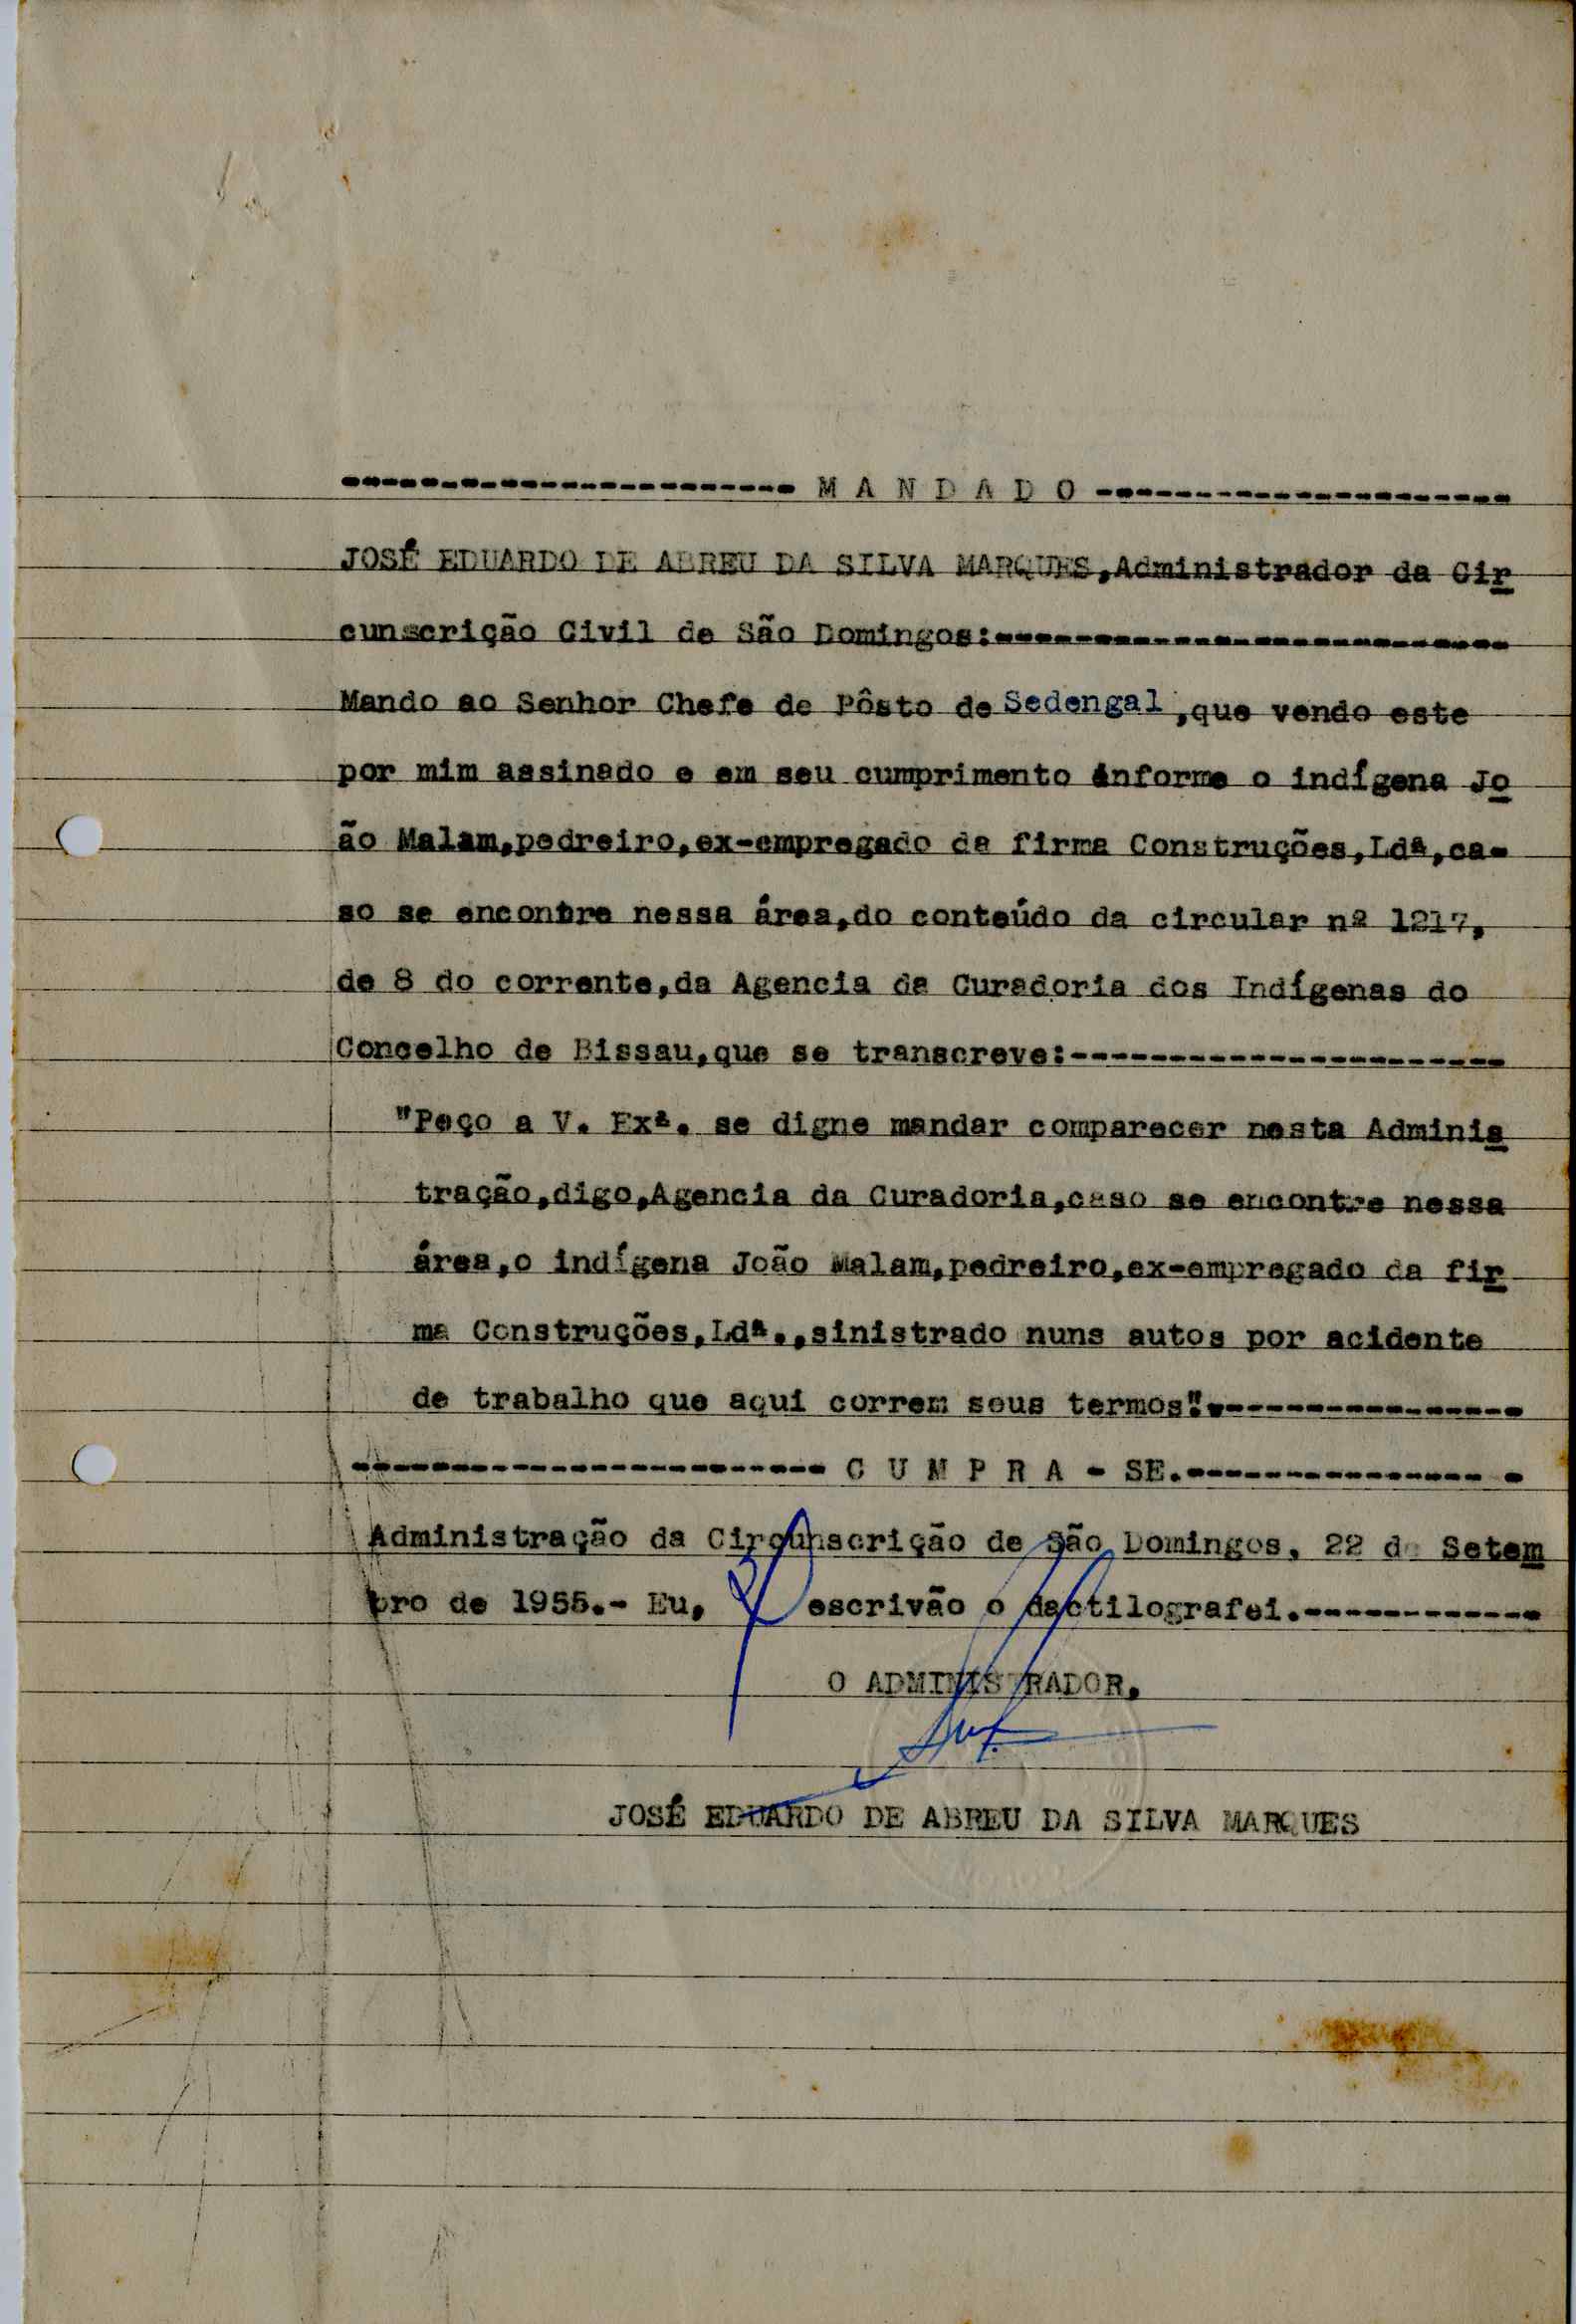 ----------------------- M A N D A D O ---------------------
JOSÉ EDUARDO DE ABREU DA SILVA MARQUES,Administrador da Cir
cunscrição Civil de São Domingos:--------------------------
Mando ao Senhor Chefe de Pôsto de Sedengal,que vendo este
por mim assinado e em seu cumprimento informe o indígena Jo
ão Malam,pedreiro,ex-empregado da firma Construções,Ldª,ca-
so se encontre nessa área,do conteúdo da circular nº 1217,
de 8 do corrente,da Agencia da Curadoria dos Indígenas do
Concelho de Bissau,que se transcreve:----------------------
"Peço a V. Exª. se digne mandar comparecer nesta Adminis
tração,digo,Agencia da Curadoria,caso se encontre nessa
área,o indígena João Malam,pedreiro,ex-empregado da fir
ma Construções,Ldª.,sinistrado nuns autos por acidente
de trabalho que aqui correm seus termos".----------------
------------------------ C U M P R A - SE.--------------- -
Administração da Circunscrição de São Domingos, 22 de Setem
bro de 1955.- Eu, escrivão o dactilografei.------------
O ADMINISTRADOR,
JOSÉ EDUARDO DE ABREU DA SILVA MARQUES